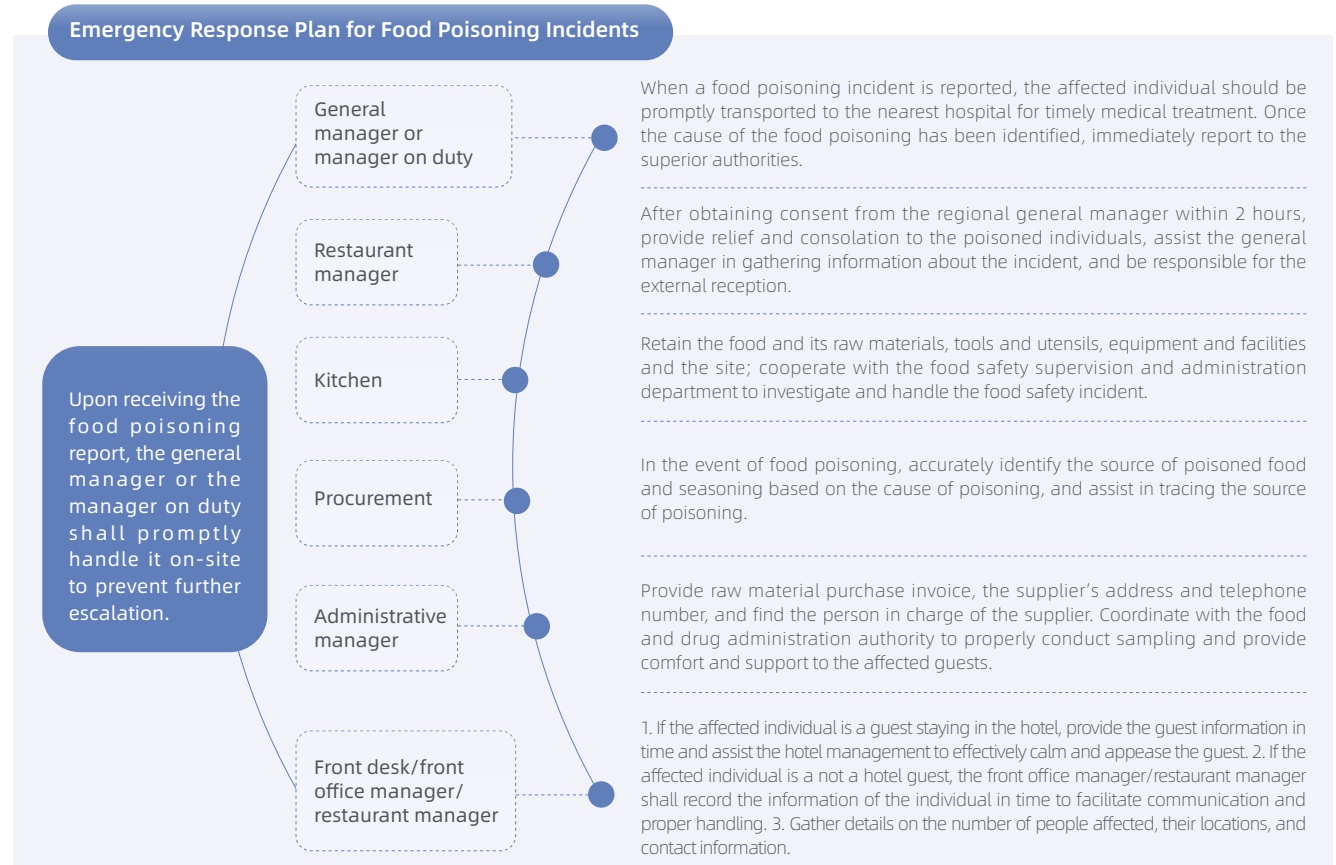 Emergency Response Plan for Food Poisoning Incidents
Upon receiving the
food poisoning
report, the general
manager or the
manager on duty
shall promptly
handle it on-site
to prevent further
escalation.
General
manager or
manager on duty
When a food poisoning incident is reported, the affected individual should be
promptly transported to the nearest hospital for timely medical treatment. Once
the cause of the food poisoning has been identified, immediately report to the
superior authorities.
Restaurant
manager
After obtaining consent from the regional general manager within 2 hours,
provide relief and consolation to the poisoned individuals, assist the general
manager in gathering information about the incident, and be responsible for the
external reception.
Kitchen
Retain the food and its raw materials, tools and utensils, equipment and facilities
and the site; cooperate with the food safety supervision and administration
department to investigate and handle the food safety incident.
Procurement
In the event of food poisoning, accurately identify the source of poisoned food
and seasoning based on the cause of poisoning, and assist in tracing the source
of poisoning.
Administrative
manager
Provide raw material purchase invoice, the supplier's address and telephone
number, and find the person in charge of the supplier. Coordinate with the food
and drug administration authority to properly conduct sampling and provide
comfort and support to the affected guests.
Front desk/front
office manager/
restaurant manager
1. If the affected individual is a guest staying in the hotel, provide the guest information in
time and assist the hotel management to effectively calm and appease the guest. 2. If the
affected individual is a not a hotel guest, the front office manager/restaurant manager
shall record the information of the individual in time to facilitate communication and
proper handling. 3. Gather details on the number of people affected, their locations, and
contact information.